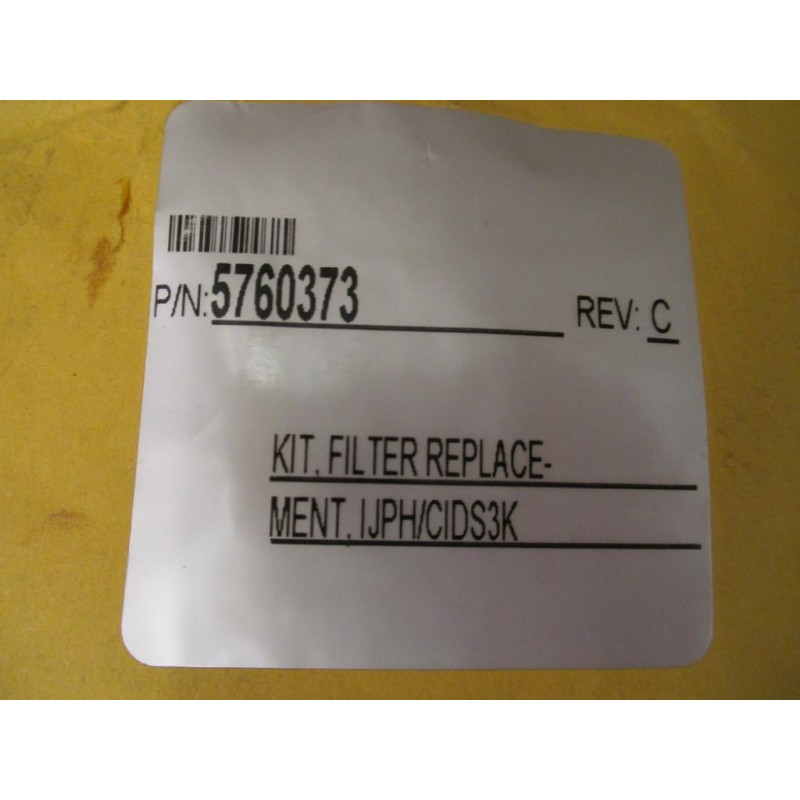 P/N: 5760373 REV: C
KIT, FILTER REPLACE-
MENT, IJPH/CIDS3K